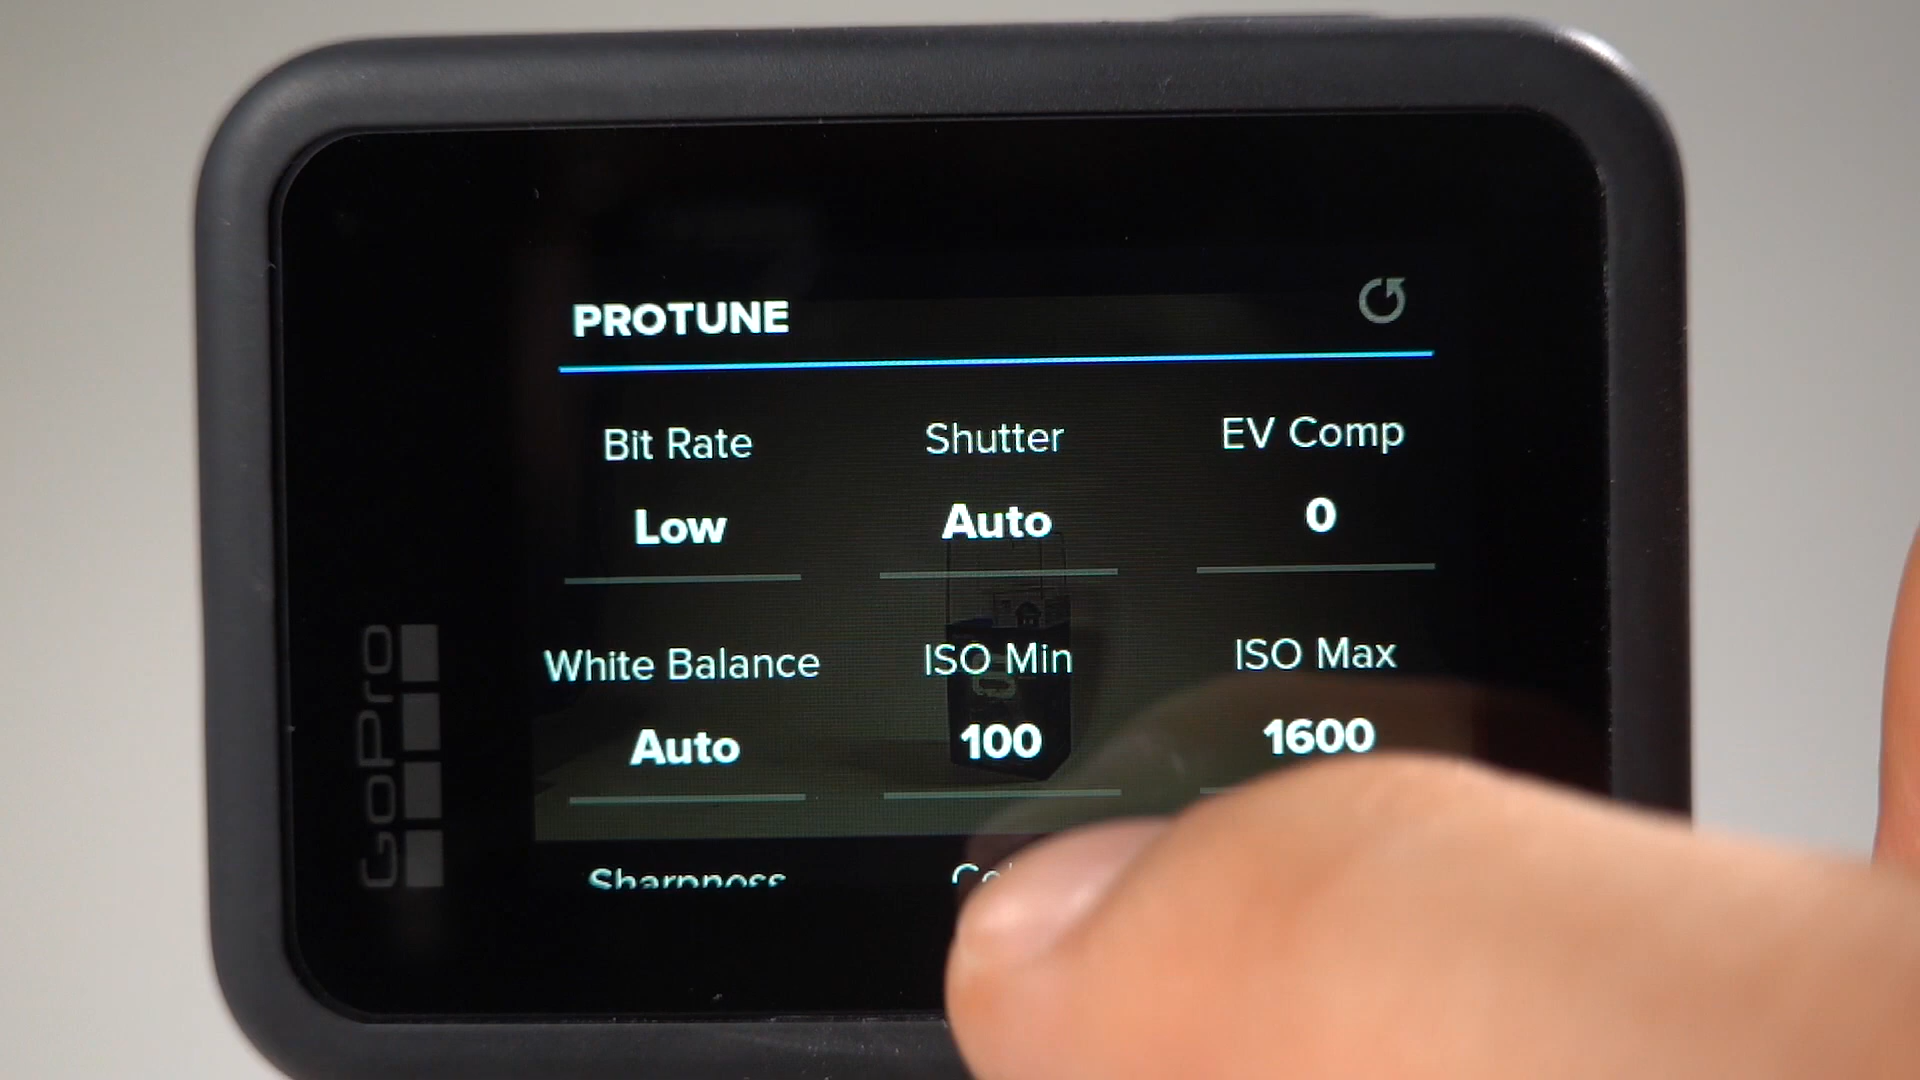 PROTUNE
Bit Rate Shutter EV Comp
Low Auto 0
White Balance ISO Min ISO Max
Auto 100 1600
Sharpness
GoPro